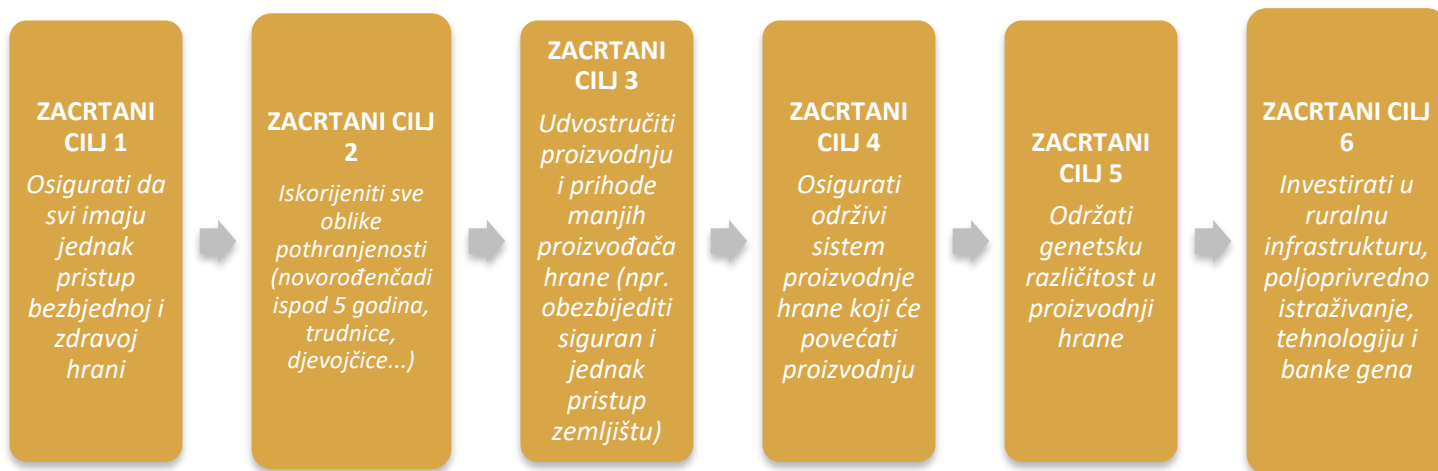 ZACRTANI
CILJ 1
Osigurati da
svi imaju
jednak
pristup
bezbjednoj i
zdravoj
hrani
ZACRTANI CILJ
2
Iskorijeniti sve
oblike
pothranjenosti
(novorođenčadi
ispod 5 godina,
trudnice,
djevojčice...)
ZACRTANI
CILJ 3
Udvostručiti
proizvodnju
i prihode
manjih
proizvođača
hrane (npr.
obezbijediti
siguran i
jednak
pristup
zemljištu)
ZACRTANI
CILJ 4
Osigurati
održivi
sistem
proizvodnje
hrane koji će
povećati
proizvodnju
ZACRTANI
CILJ 5
Održati
genetsku
različitost u
proizvodnji
hrane
ZACRTANI CILJ
6
Investirati u
ruralnu
infrastrukturu,
poljoprivredno
istraživanje,
tehnologiju i
banke gena